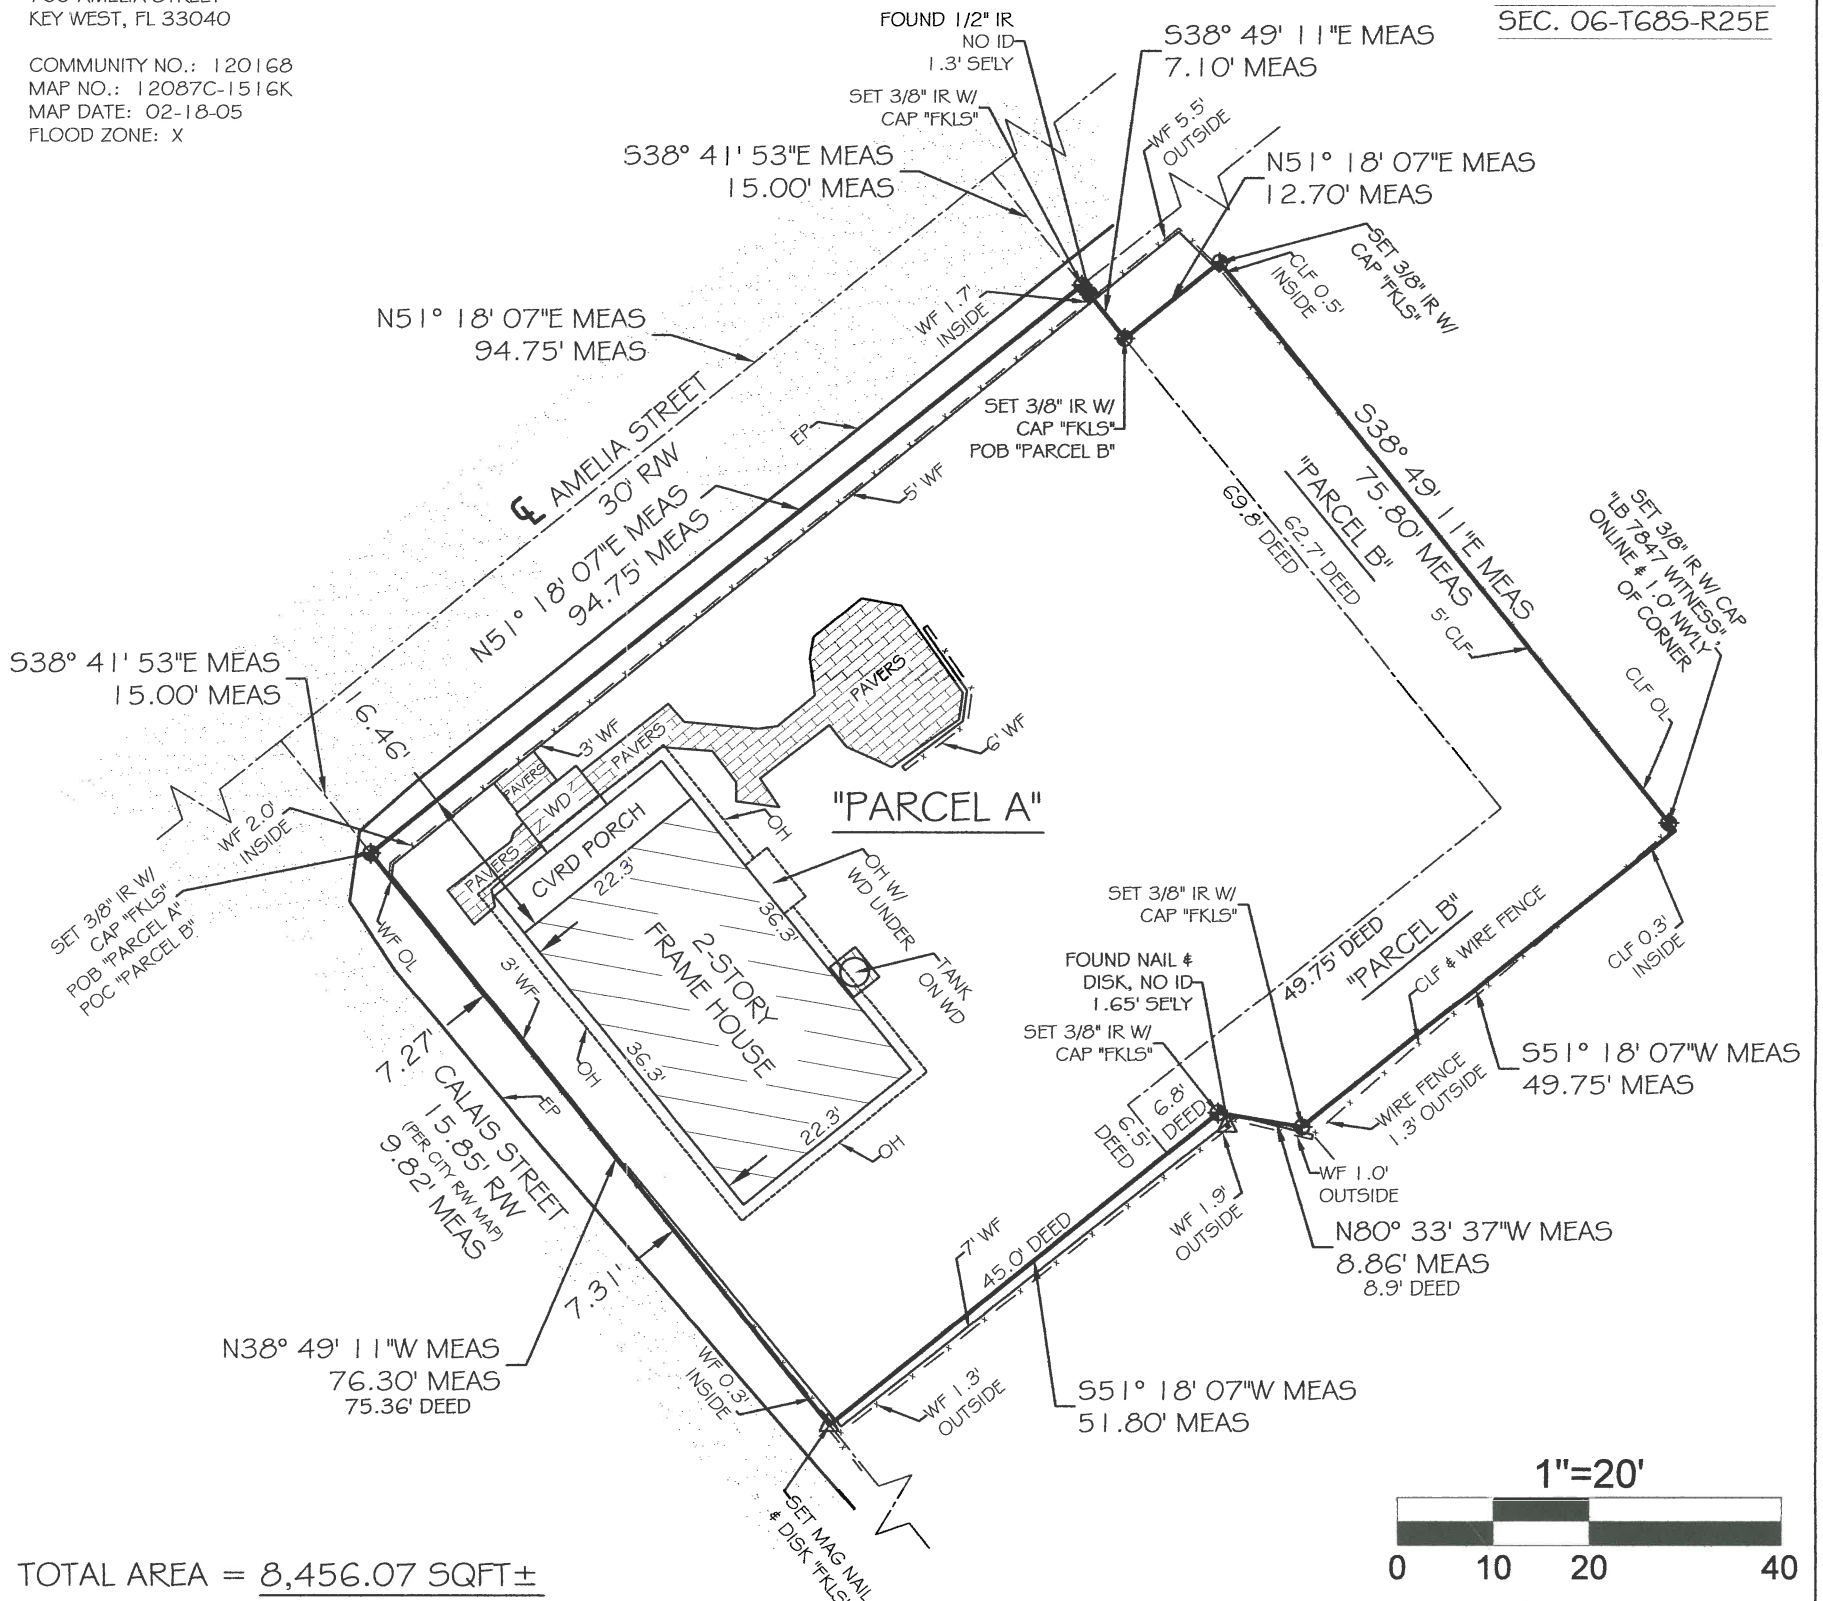 KEY WEST, FL 33040
COMMUNITY NO.: 120168
MAP NO.: 12087C-1516K
MAP DATE: 02-18-05
FLOOD ZONE: X
SEC. 06-T68S-R25E
FOUND 1/2" IR
NO ID
1.3' SE'LY
S38° 49' 11"E MEAS
7.10' MEAS
SET 3/8" IR W/
CAP "FKLS"
WF 5.5'
OUTSIDE
S38° 41' 53"E MEAS
15.00' MEAS
N51° 18' 07"E MEAS
12.70' MEAS
SET 3/8" IR W/
CAP "FKLS"
CLF 0.5'
INSIDE
N51° 18' 07"E MEAS
94.75' MEAS
WF 1.7'
INSIDE
SET 3/8" IR W/
CAP "FKLS"
POB "PARCEL B"
EP
℄ AMELIA STREET
30' R/W
N51° 18' 07"E MEAS
94.75' MEAS
5' WF
69.8' DEED
62.7' DEED
"PARCEL B"
S38° 49' 11"E MEAS
75.80' MEAS
5' CLF
SET 3/8" IR W/ CAP
"LB 7847 WITNESS"
ONLINE & 1.0' NW'LY
OF CORNER
CLF OL
S38° 41' 53"E MEAS
15.00' MEAS
16.46'
3' WF
PAVERS
PAVERS
PAVERS
PAVERS
WD
6' WF
"PARCEL A"
WF 2.0'
INSIDE
SET 3/8" IR W/
CAP "FKLS"
POB "PARCEL A"
POC "PARCEL B"
WF OL
CVRD PORCH
22.3'
OH
OH W/
WD UNDER
36.3'
2-STORY
FRAME HOUSE
TANK
ON WD
3' WF
OH
36.3'
22.3'
OH
SET 3/8" IR W/
CAP "FKLS"
FOUND NAIL &
DISK, NO ID
1.65' SE'LY
SET 3/8" IR W/
CAP "FKLS"
49.75' DEED
"PARCEL B"
CLF & WIRE FENCE
CLF 0.3'
INSIDE
S51° 18' 07"W MEAS
49.75' MEAS
WIRE FENCE
1.3' OUTSIDE
6.8'
DEED
6.5'
DEED
7.27'
EP
CALAIS STREET
15.85' R/W
(PER CITY R/W MAP)
9.82' MEAS
7.31'
WF 1.0'
OUTSIDE
WF 1.9'
OUTSIDE
N80° 33' 37"W MEAS
8.86' MEAS
8.9' DEED
7' WF
45.0' DEED
N38° 49' 11"W MEAS
76.30' MEAS
75.36' DEED
WF 0.3'
INSIDE
WF 1.3'
OUTSIDE
S51° 18' 07"W MEAS
51.80' MEAS
SET MAG NAIL
& DISK "FKLS"
1"=20'
0 10 20 40
TOTAL AREA = 8,456.07 SQFT±